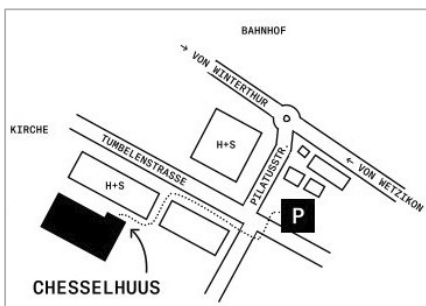 BAHNHOF
→ VON WINTERTHUR
KIRCHE
TUMBELENSTRASSE
H+S
PILATUSSTR.
← VON WETZIKON
H+S
P
CHESSELHUUS